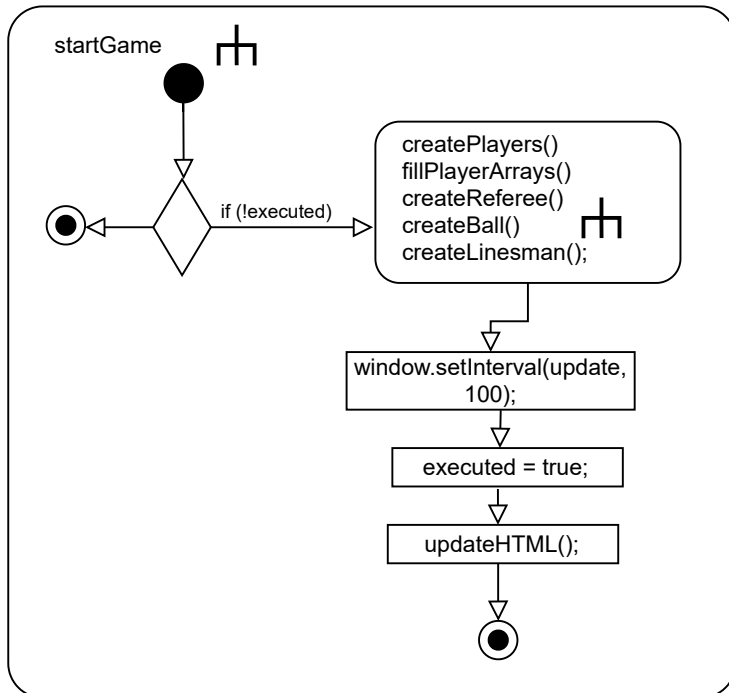 startGame
if (!executed)
createPlayers()
fillPlayerArrays()
createReferee()
createBall()
createLinesman();
window.setInterval(update,
100);
executed = true;
updateHTML();